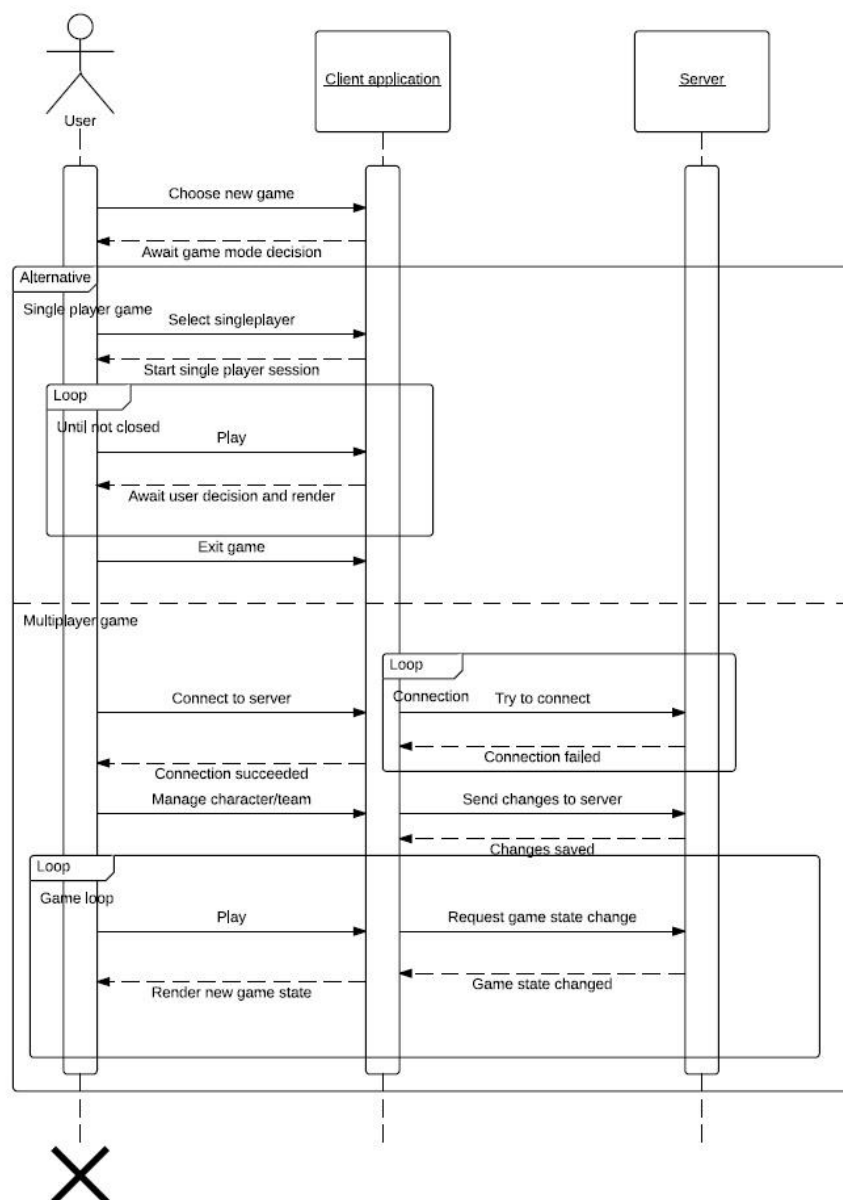 User
Client application
Server
Choose new game
Await game mode decision
Alternative
Single player game
Select singleplayer
Start single player session
Loop
Until not closed
Play
Await user decision and render
Exit game
Multiplayer game
Loop
Connection
Connect to server
Try to connect
Connection failed
Connection succeeded
Manage character/team
Send changes to server
Changes saved
Loop
Game loop
Play
Request game state change
Game state changed
Render new game state